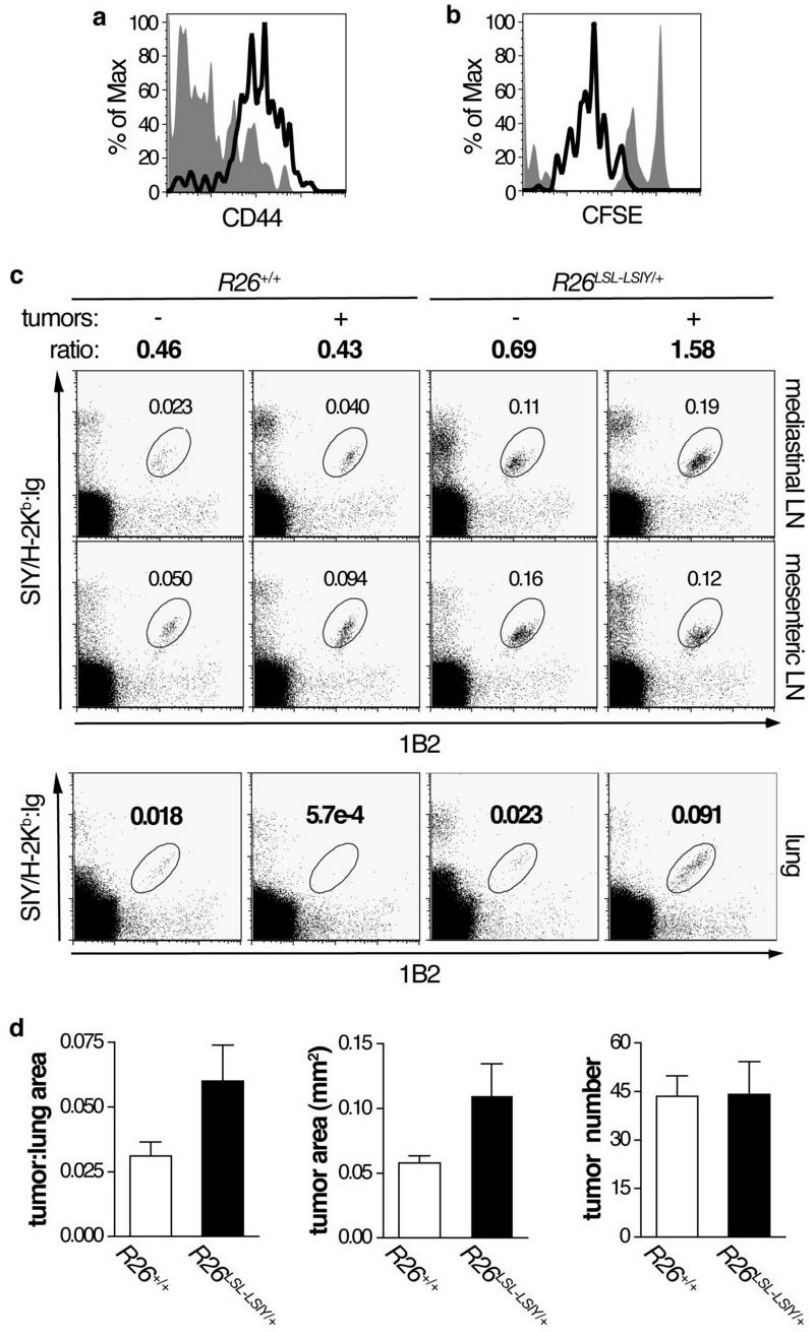 a
b
% of Max
100
80
60
40
20
0
CD44
% of Max
100
80
60
40
20
0
CFSE
c
R26+/+
R26LSL-LSIY/+
tumors: - + - +
ratio: 0.46 0.43 0.69 1.58
SIY/H-2Kb:Ig
0.023 0.040 0.11 0.19
mediastinal LN
0.050 0.094 0.16 0.12
mesenteric LN
1B2
SIY/H-2Kb:Ig
0.018 5.7e-4 0.023 0.091
lung
1B2
d
tumor:lung area
0.075
0.050
0.025
0.000
R26+/+
R26LSL-LSIY/+
tumor area (mm²)
0.15
0.10
0.05
0.00
R26+/+
R26LSL-LSIY/+
tumor number
60
45
30
15
0
R26+/+
R26LSL-LSIY/+